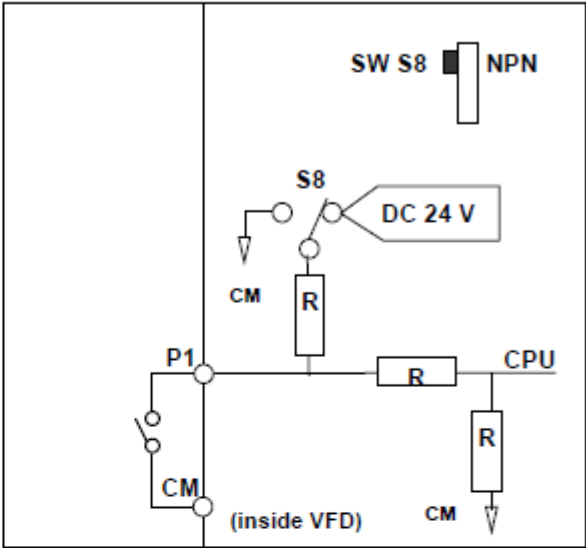 SW S8 NPN
S8
DC 24 V
CM
R
P1
R
CPU
R
CM
(inside VFD)
CM